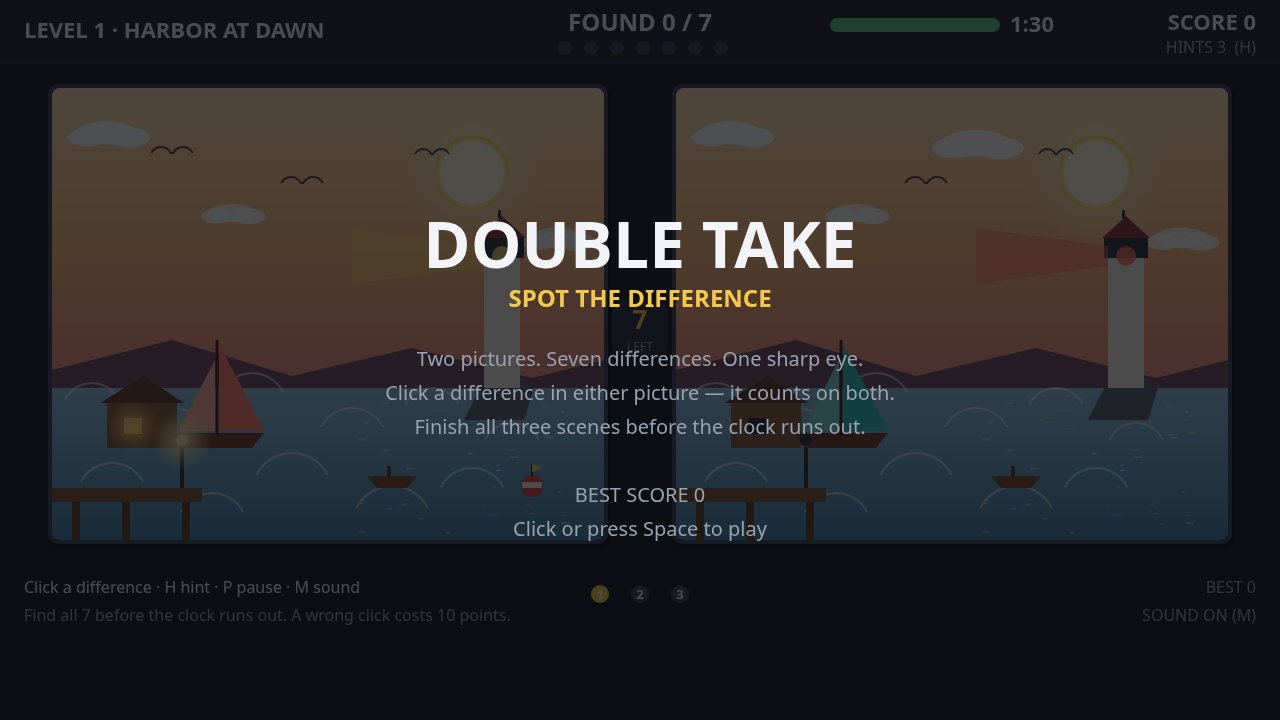 LEVEL 1 · HARBOR AT DAWN
FOUND 0 / 7
1:30
SCORE 0
HINTS 3 (H)
DOUBLE TAKE
SPOT THE DIFFERENCE
7
LEFT
Two pictures. Seven differences. One sharp eye.
Click a difference in either picture — it counts on both.
Finish all three scenes before the clock runs out.
BEST SCORE 0
Click or press Space to play
Click a difference · H hint · P pause · M sound
Find all 7 before the clock runs out. A wrong click costs 10 points.
1 2 3
BEST 0
SOUND ON (M)